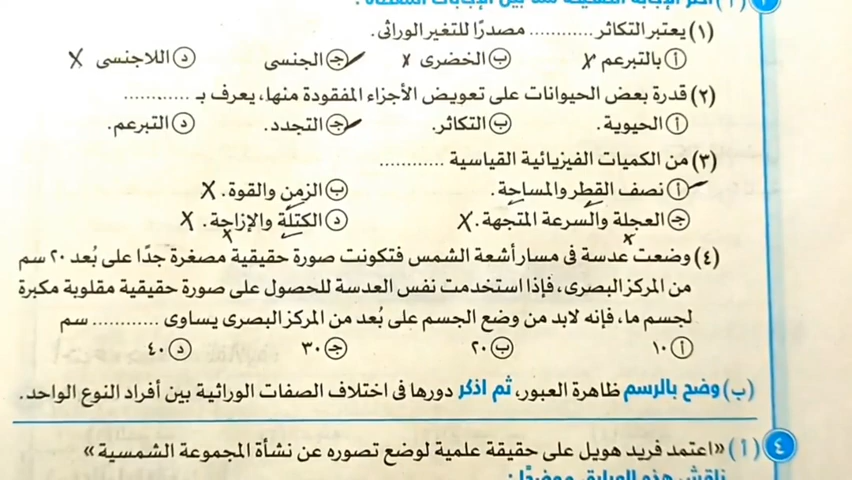 (١) يعتبر التكاثر ............ مصدرًا للتغير الوراثى.
أ بالتبرعم ب الخضرى ج الجنسى د اللاجنسى
(٢) قدرة بعض الحيوانات على تعويض الأجزاء المفقودة منها، يعرف بـ ............
أ الحيوية. ب التكاثر. ج التجدد. د التبرعم.
(٣) من الكميات الفيزيائية القياسية ............
أ نصف القطر والمساحة. ب الزمن والقوة.
ج العجلة والسرعة المتجهة. د الكتلة والإزاحة.
(٤) وضعت عدسة فى مسار أشعة الشمس فتكونت صورة حقيقية مصغرة جدًا على بُعد ٢٠ سم
من المركز البصرى، فإذا استخدمت نفس العدسة للحصول على صورة حقيقية مقلوبة مكبرة
لجسم ما، فإنه لابد من وضع الجسم على بُعد من المركز البصرى يساوى ............ سم
أ ١٠ ب ٢٠ ج ٣٠ د ٤٠
(ب) وضح بالرسم ظاهرة العبور، ثم اذكر دورها فى اختلاف الصفات الوراثية بين أفراد النوع الواحد.
٤ (أ) «اعتمد فريد هويل على حقيقة علمية لوضع تصوره عن نشأة المجموعة الشمسية»